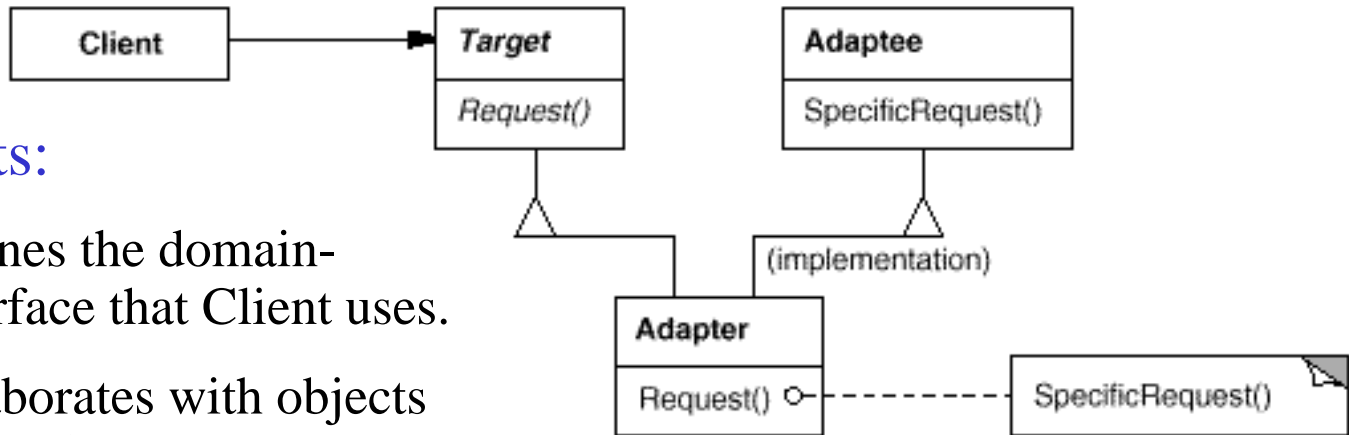 Client
Target
Request()
Adaptee
SpecificRequest()
ts:
nes the domain-
rface that Client uses.
aborates with objects
(implementation)
Adapter
Request()
SpecificRequest()